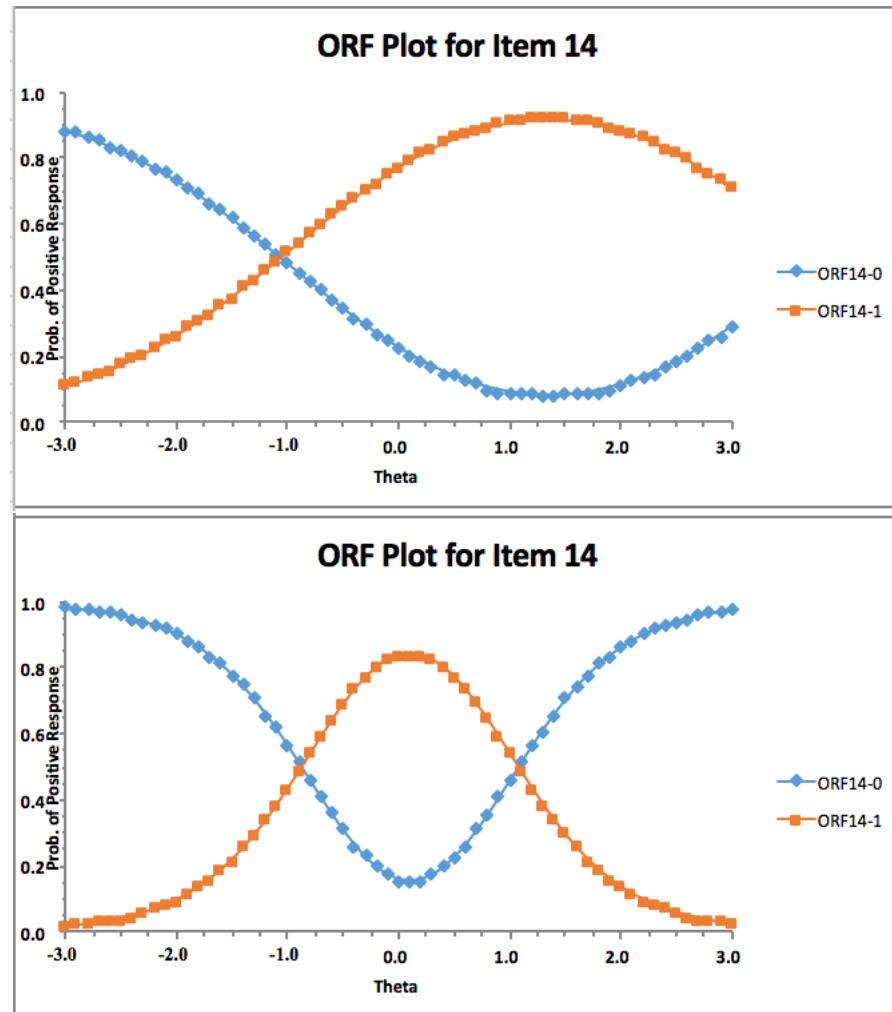 ORF Plot for Item 14
1.0
0.8
0.6
0.4
0.2
0.0
Prob. of Positive Response
-3.0 -2.0 -1.0 0.0 1.0 2.0 3.0
Theta
ORF14-0
ORF14-1
ORF Plot for Item 14
1.0
0.8
0.6
0.4
0.2
0.0
Prob. of Positive Response
-3.0 -2.0 -1.0 0.0 1.0 2.0 3.0
Theta
ORF14-0
ORF14-1